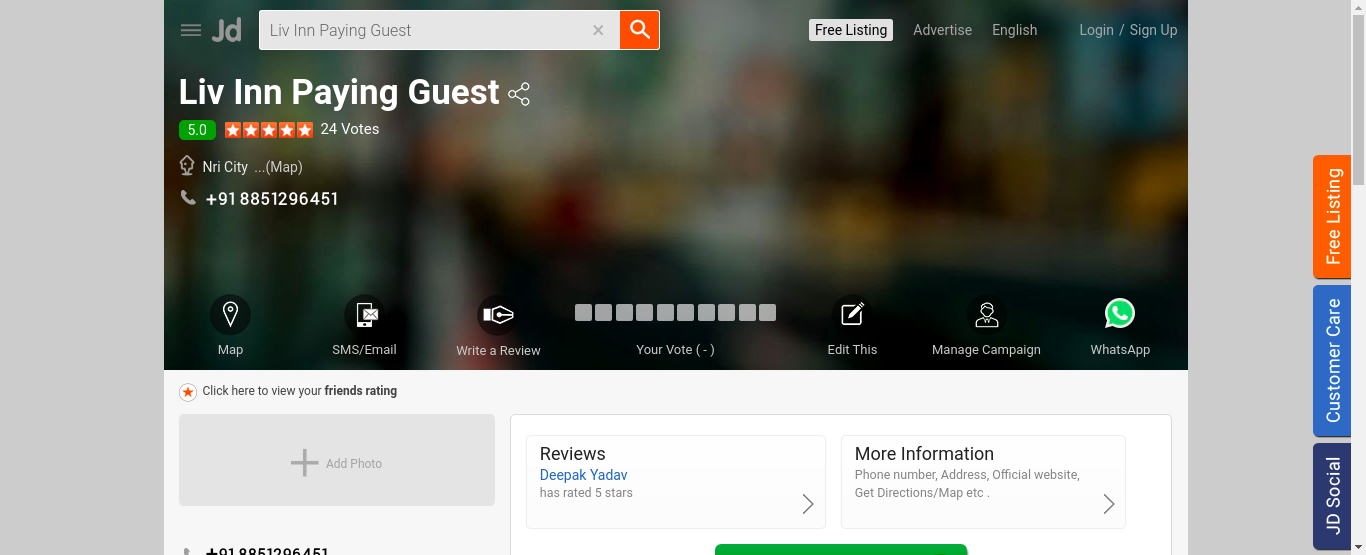 Jd
Liv Inn Paying Guest
Free Listing
Advertise
English
Login / Sign Up
Liv Inn Paying Guest
5.0 24 Votes
Nri City ...(Map)
+91 8851296451
Map
SMS/Email
Write a Review
Your Vote ( - )
Edit This
Manage Campaign
WhatsApp
Free Listing
Customer Care
JD Social
Click here to view your friends rating
Add Photo
Reviews
Deepak Yadav
has rated 5 stars
More Information
Phone number, Address, Official website,
Get Directions/Map etc .
+91 8851296451